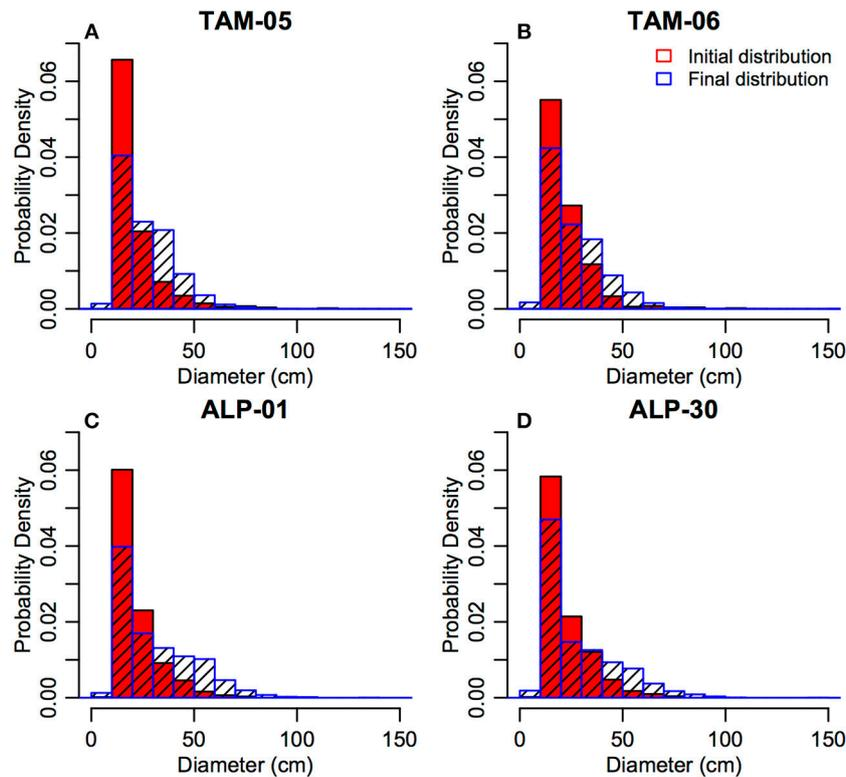 A
TAM-05
Probability Density
0.00 0.02 0.04 0.06
0 50 100 150
Diameter (cm)
B
TAM-06
Initial distribution
Final distribution
Probability Density
0.00 0.02 0.04 0.06
0 50 100 150
Diameter (cm)
C
ALP-01
Probability Density
0.00 0.02 0.04 0.06
0 50 100 150
Diameter (cm)
D
ALP-30
Probability Density
0.00 0.02 0.04 0.06
0 50 100 150
Diameter (cm)